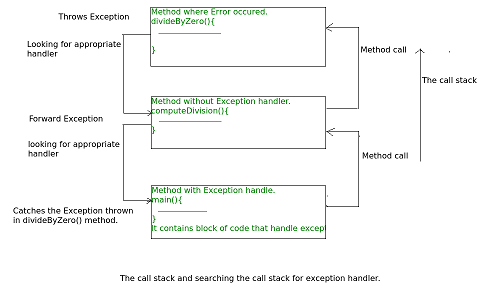 Throws Exception
Method where Error occured.
divideByZero(){
}
Looking for appropriate
handler
Method call
The call stack
Method without Exception handler.
computeDivision(){
}
Forward Exception
looking for appropriate
handler
Method call
Method with Exception handle.
main(){
}
It contains block of code that handle excep
Catches the Exception thrown
in divideByZero() method.
The call stack and searching the call stack for exception handler.